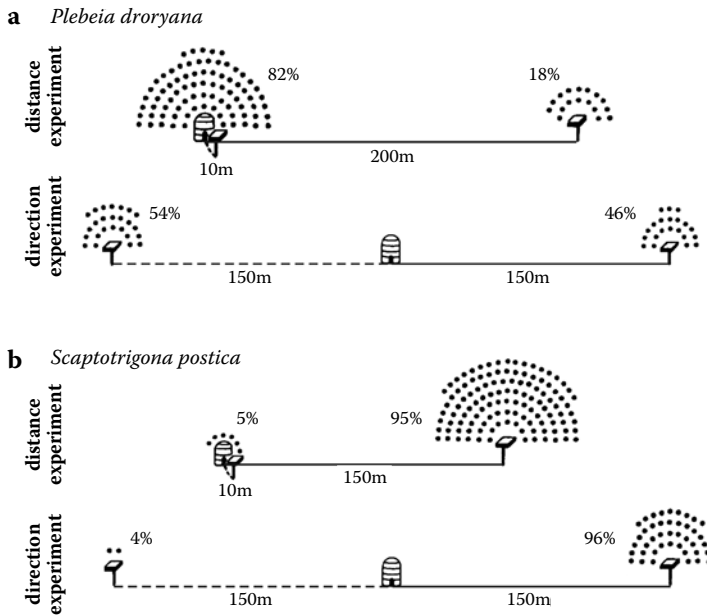 a Plebeia droryana
distance
experiment
82%
18%
10m
200m
direction
experiment
54%
46%
150m
150m
b Scaptotrigona postica
distance
experiment
5%
95%
10m
150m
direction
experiment
4%
96%
150m
150m